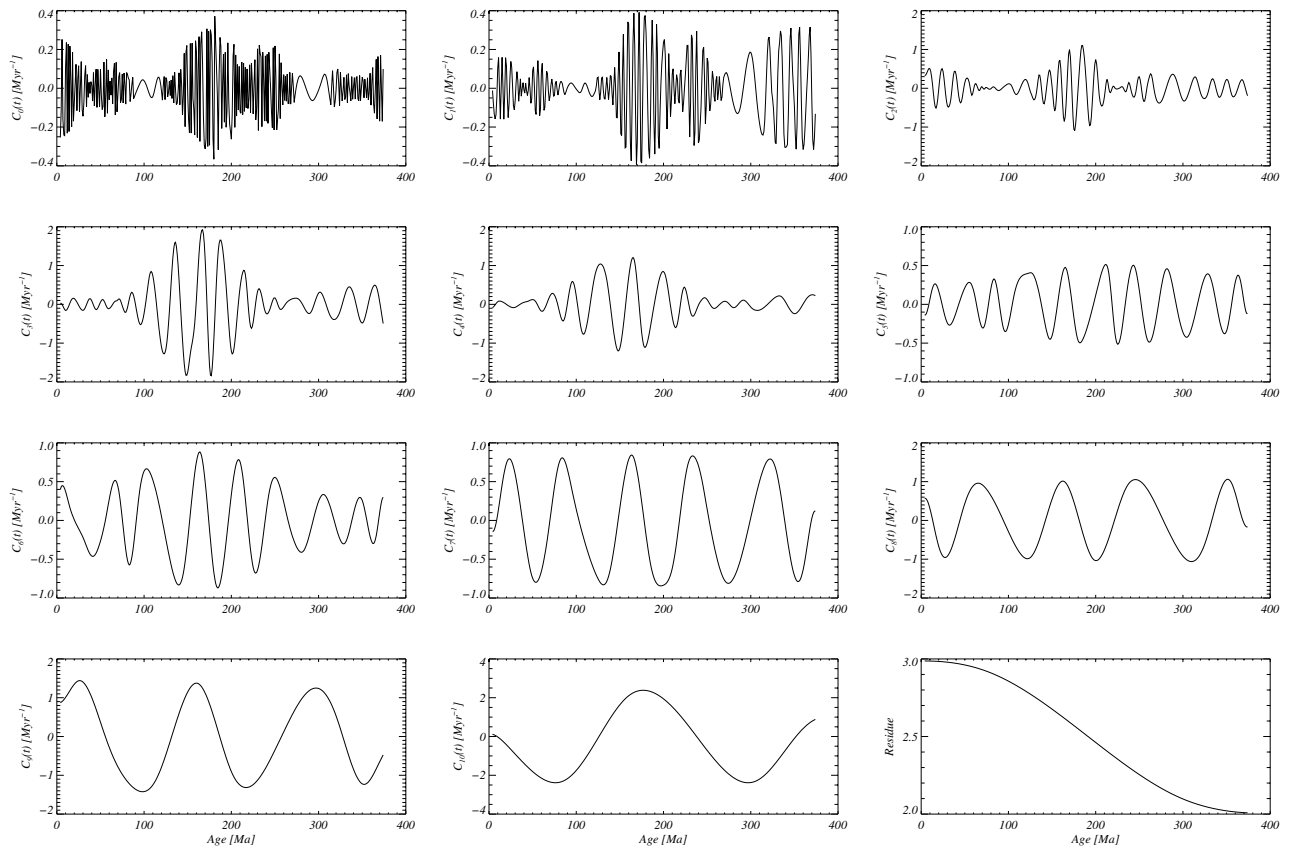 C₀(t) [Myr⁻¹]
0.4
0.2
0.0
−0.2
−0.4
0 100 200 300 400
C₁(t) [Myr⁻¹]
0.4
0.2
0.0
−0.2
−0.4
0 100 200 300 400
C₂(t) [Myr⁻¹]
2
1
0
−1
−2
0 100 200 300 400
C₃(t) [Myr⁻¹]
2
1
0
−1
−2
0 100 200 300 400
C₄(t) [Myr⁻¹]
2
1
0
−1
−2
0 100 200 300 400
C₅(t) [Myr⁻¹]
1.0
0.5
0.0
−0.5
−1.0
0 100 200 300 400
C₆(t) [Myr⁻¹]
1.0
0.5
0.0
−0.5
−1.0
0 100 200 300 400
C₇(t) [Myr⁻¹]
1.0
0.5
0.0
−0.5
−1.0
0 100 200 300 400
C₈(t) [Myr⁻¹]
2
1
0
−1
−2
0 100 200 300 400
C₉(t) [Myr⁻¹]
2
1
0
−1
−2
0 100 200 300 400
Age [Ma]
C₁₀(t) [Myr⁻¹]
4
2
0
−2
−4
0 100 200 300 400
Age [Ma]
Residue
3.0
2.5
2.0
0 100 200 300 400
Age [Ma]